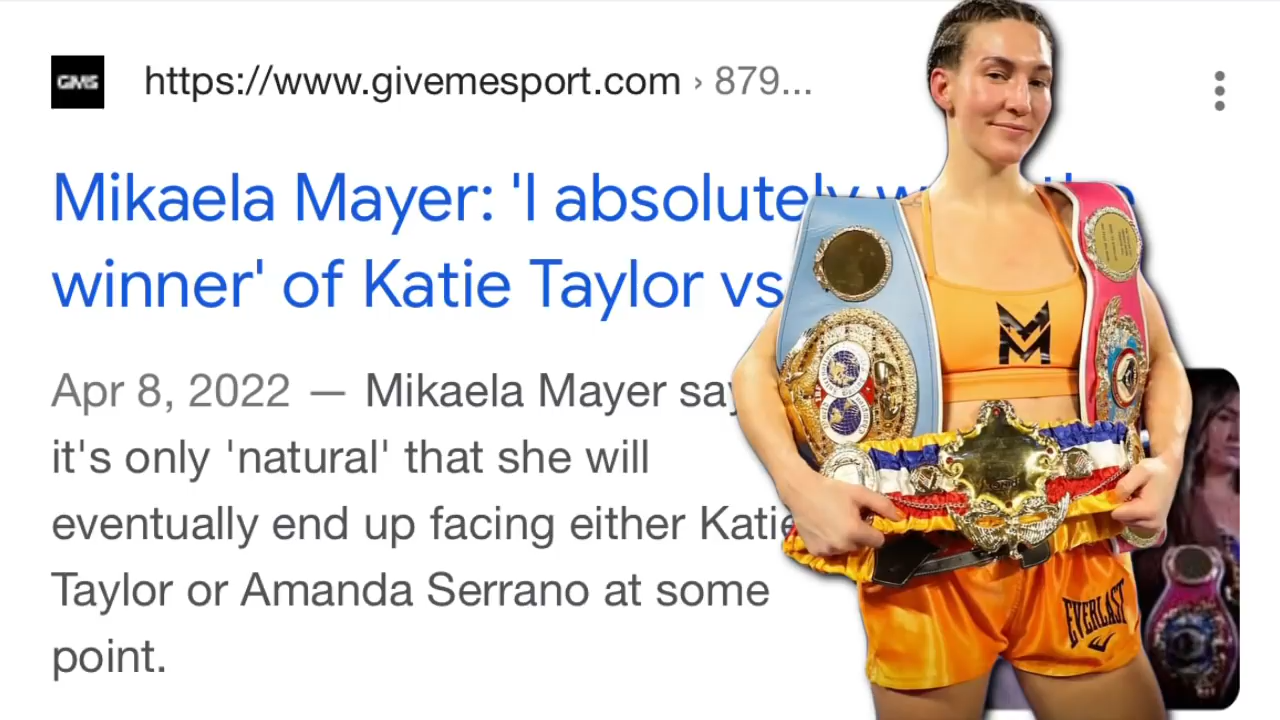 GMS
https://www.givemesport.com › 879...
Mikaela Mayer: 'I absolutely
winner' of Katie Taylor vs
Apr 8, 2022 — Mikaela Mayer
it's only 'natural' that she will
eventually end up facing either Katie
Taylor or Amanda Serrano at some
point.
M
EVERLAST